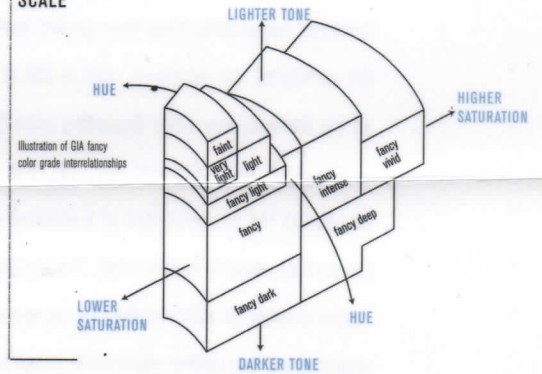 SCALE
LIGHTER TONE
HUE
HIGHER
SATURATION
Illustration of GIA fancy
color grade interrelationships
faint
very
light
light
fancy light
fancy
fancy
intense
fancy
vivid
fancy deep
fancy dark
LOWER
SATURATION
HUE
DARKER TONE